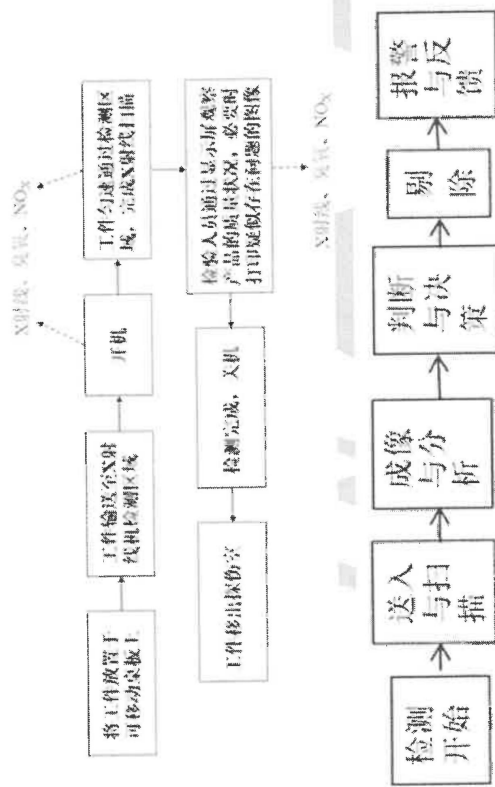 X射线、臭氧、NOX
将工件放置于
可移动实板上
工件输送至X射
线机检测区域
开机
工件匀速通过检测区
域，完成X射线扫描
检验人员通过显示屏观察
产品的质量状况，必要时
打印疑似存在问题的图像
X射线、臭氧、NOX
检测完成，关机
工件移出探伤室
检测
开始
送入
与扫
描
成像
与分
析
判断
与决
策
剔
除
报警
与反
馈